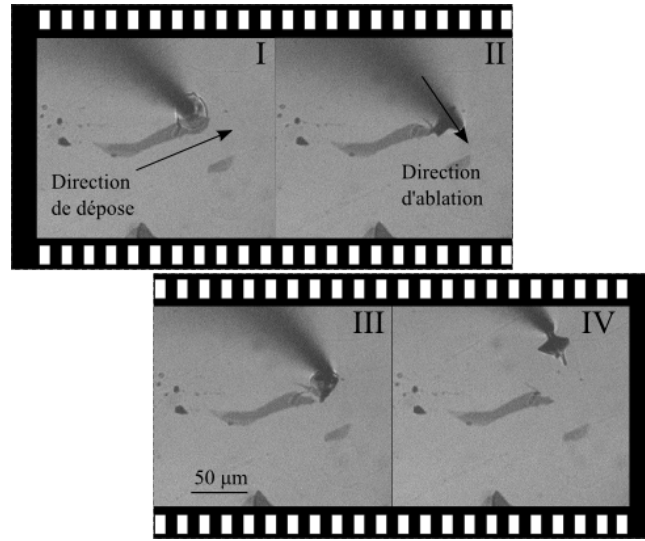 I
II
Direction
de dépose
Direction
d'ablation
III
IV
50 µm